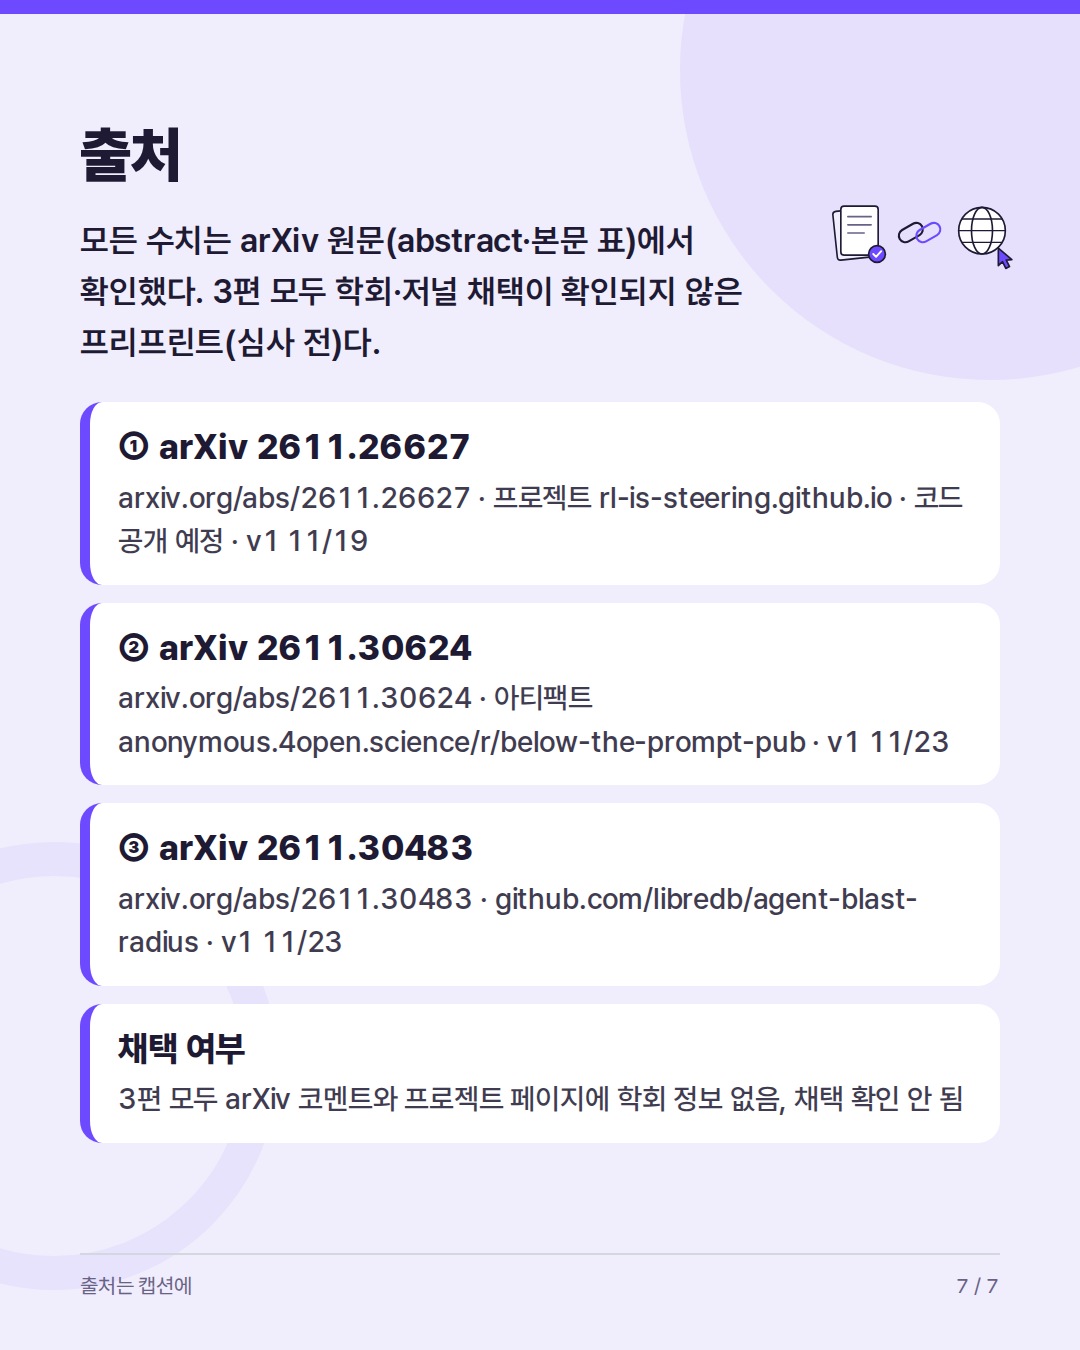 출처
모든 수치는 arXiv 원문(abstract·본문 표)에서
확인했다. 3편 모두 학회·저널 채택이 확인되지 않은
프리프린트(심사 전)다.
① arXiv 2611.26627
arxiv.org/abs/2611.26627 · 프로젝트 rl-is-steering.github.io · 코드
공개 예정 · v1 11/19
② arXiv 2611.30624
arxiv.org/abs/2611.30624 · 아티팩트
anonymous.4open.science/r/below-the-prompt-pub · v1 11/23
③ arXiv 2611.30483
arxiv.org/abs/2611.30483 · github.com/libredb/agent-blast-
radius · v1 11/23
채택 여부
3편 모두 arXiv 코멘트와 프로젝트 페이지에 학회 정보 없음, 채택 확인 안 됨
출처는 캡션에
7 / 7